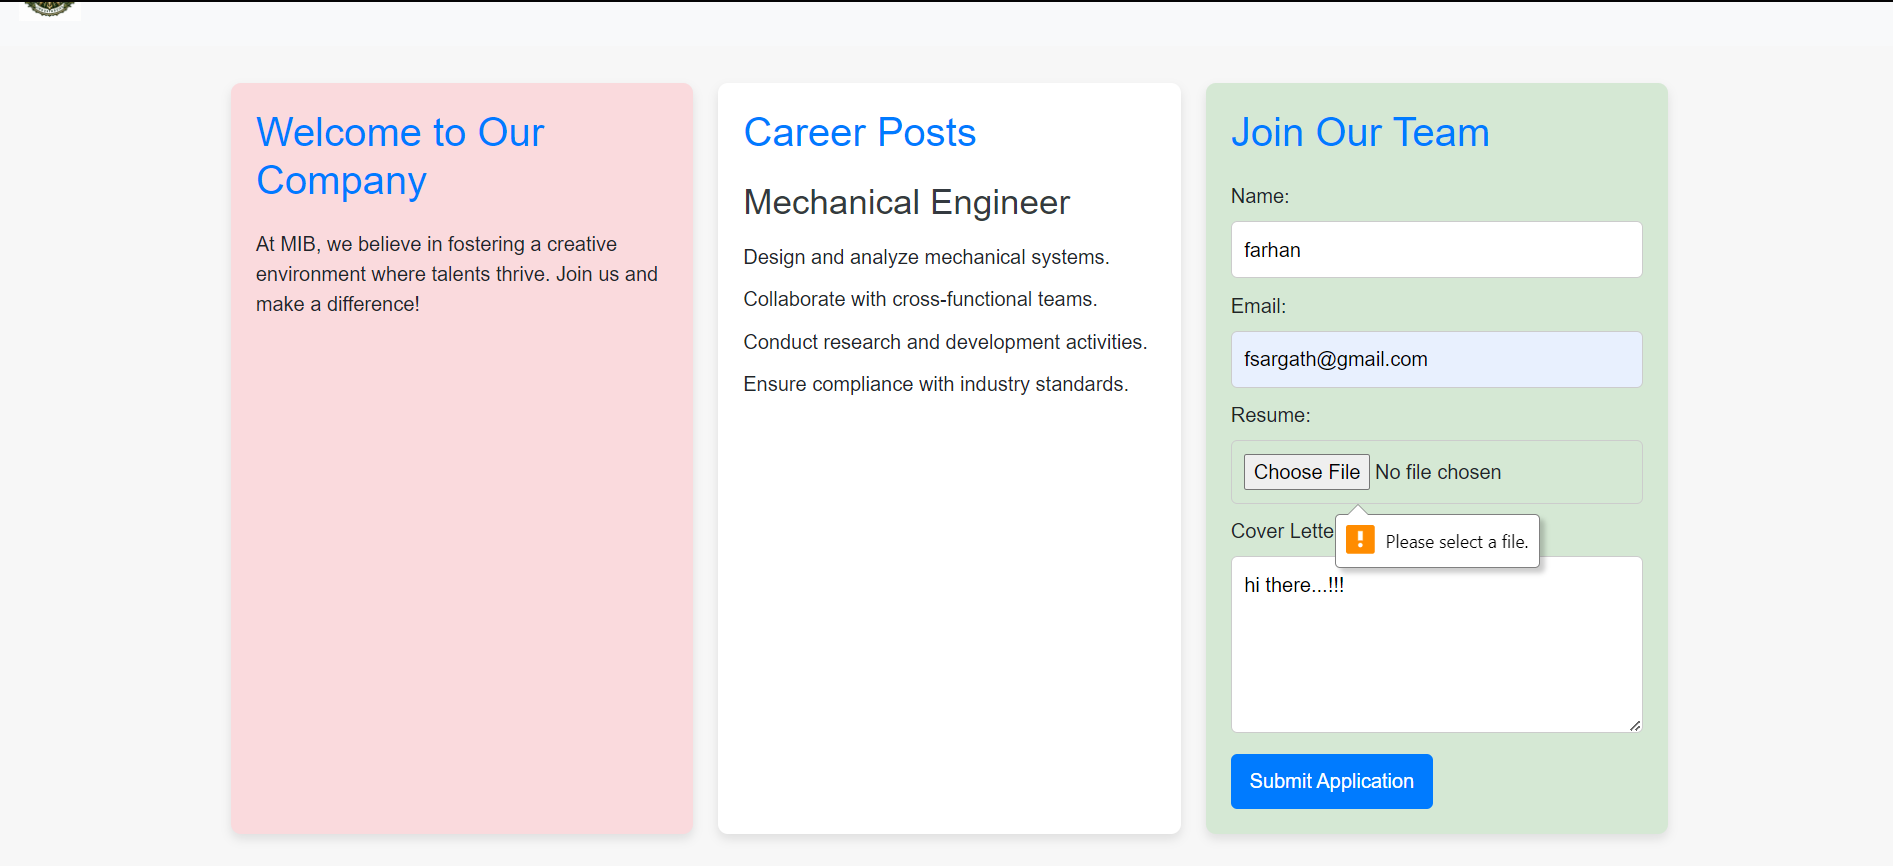 Welcome to Our
Company
At MIB, we believe in fostering a creative
environment where talents thrive. Join us and
make a difference!
Career Posts
Mechanical Engineer
Design and analyze mechanical systems.
Collaborate with cross-functional teams.
Conduct research and development activities.
Ensure compliance with industry standards.
Join Our Team
Name:
farhan
Email:
fsargath@gmail.com
Resume:
Choose File No file chosen
Please select a file.
Cover Lette
hi there...!!!
Submit Application